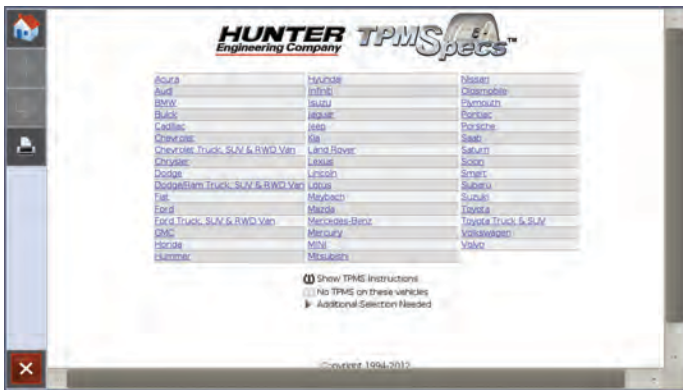 HUNTER
Engineering Company
TPMSpecs™
Acura Hyundai Nissan
Audi Infiniti Oldsmobile
BMW Isuzu Plymouth
Buick Jaguar Pontiac
Cadillac Jeep Porsche
Chevrolet Kia Saab
Chevrolet Truck, SUV & RWD Van Land Rover Saturn
Chrysler Lexus Scion
Dodge Lincoln Smart
Dodge/Ram Truck, SUV & RWD Van Lotus Subaru
Fiat Maybach Suzuki
Ford Mazda Toyota
Ford Truck, SUV & RWD Van Mercedes-Benz Toyota Truck & SUV
GMC Mercury Volkswagen
Honda MINI Volvo
Hummer Mitsubishi
Show TPMS Instructions
No TPMS on these vehicles
Additional Selection Needed
Copyright 1994-2012